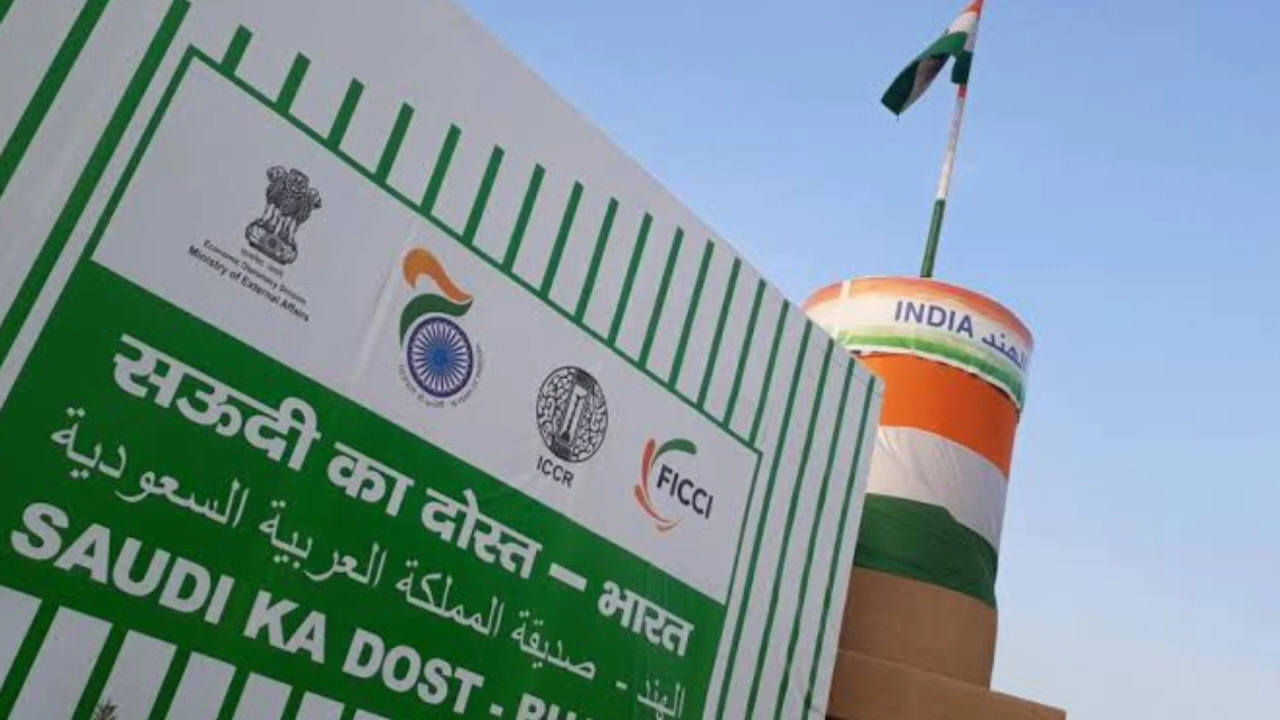 Economic Diplomacy Division
Ministry of External Affairs
ICCR
FICCI
सऊदी का दोस्त – भारत
الهند - صديقة المملكة العربية السعودية
SAUDI KA DOST -
INDIA الهند